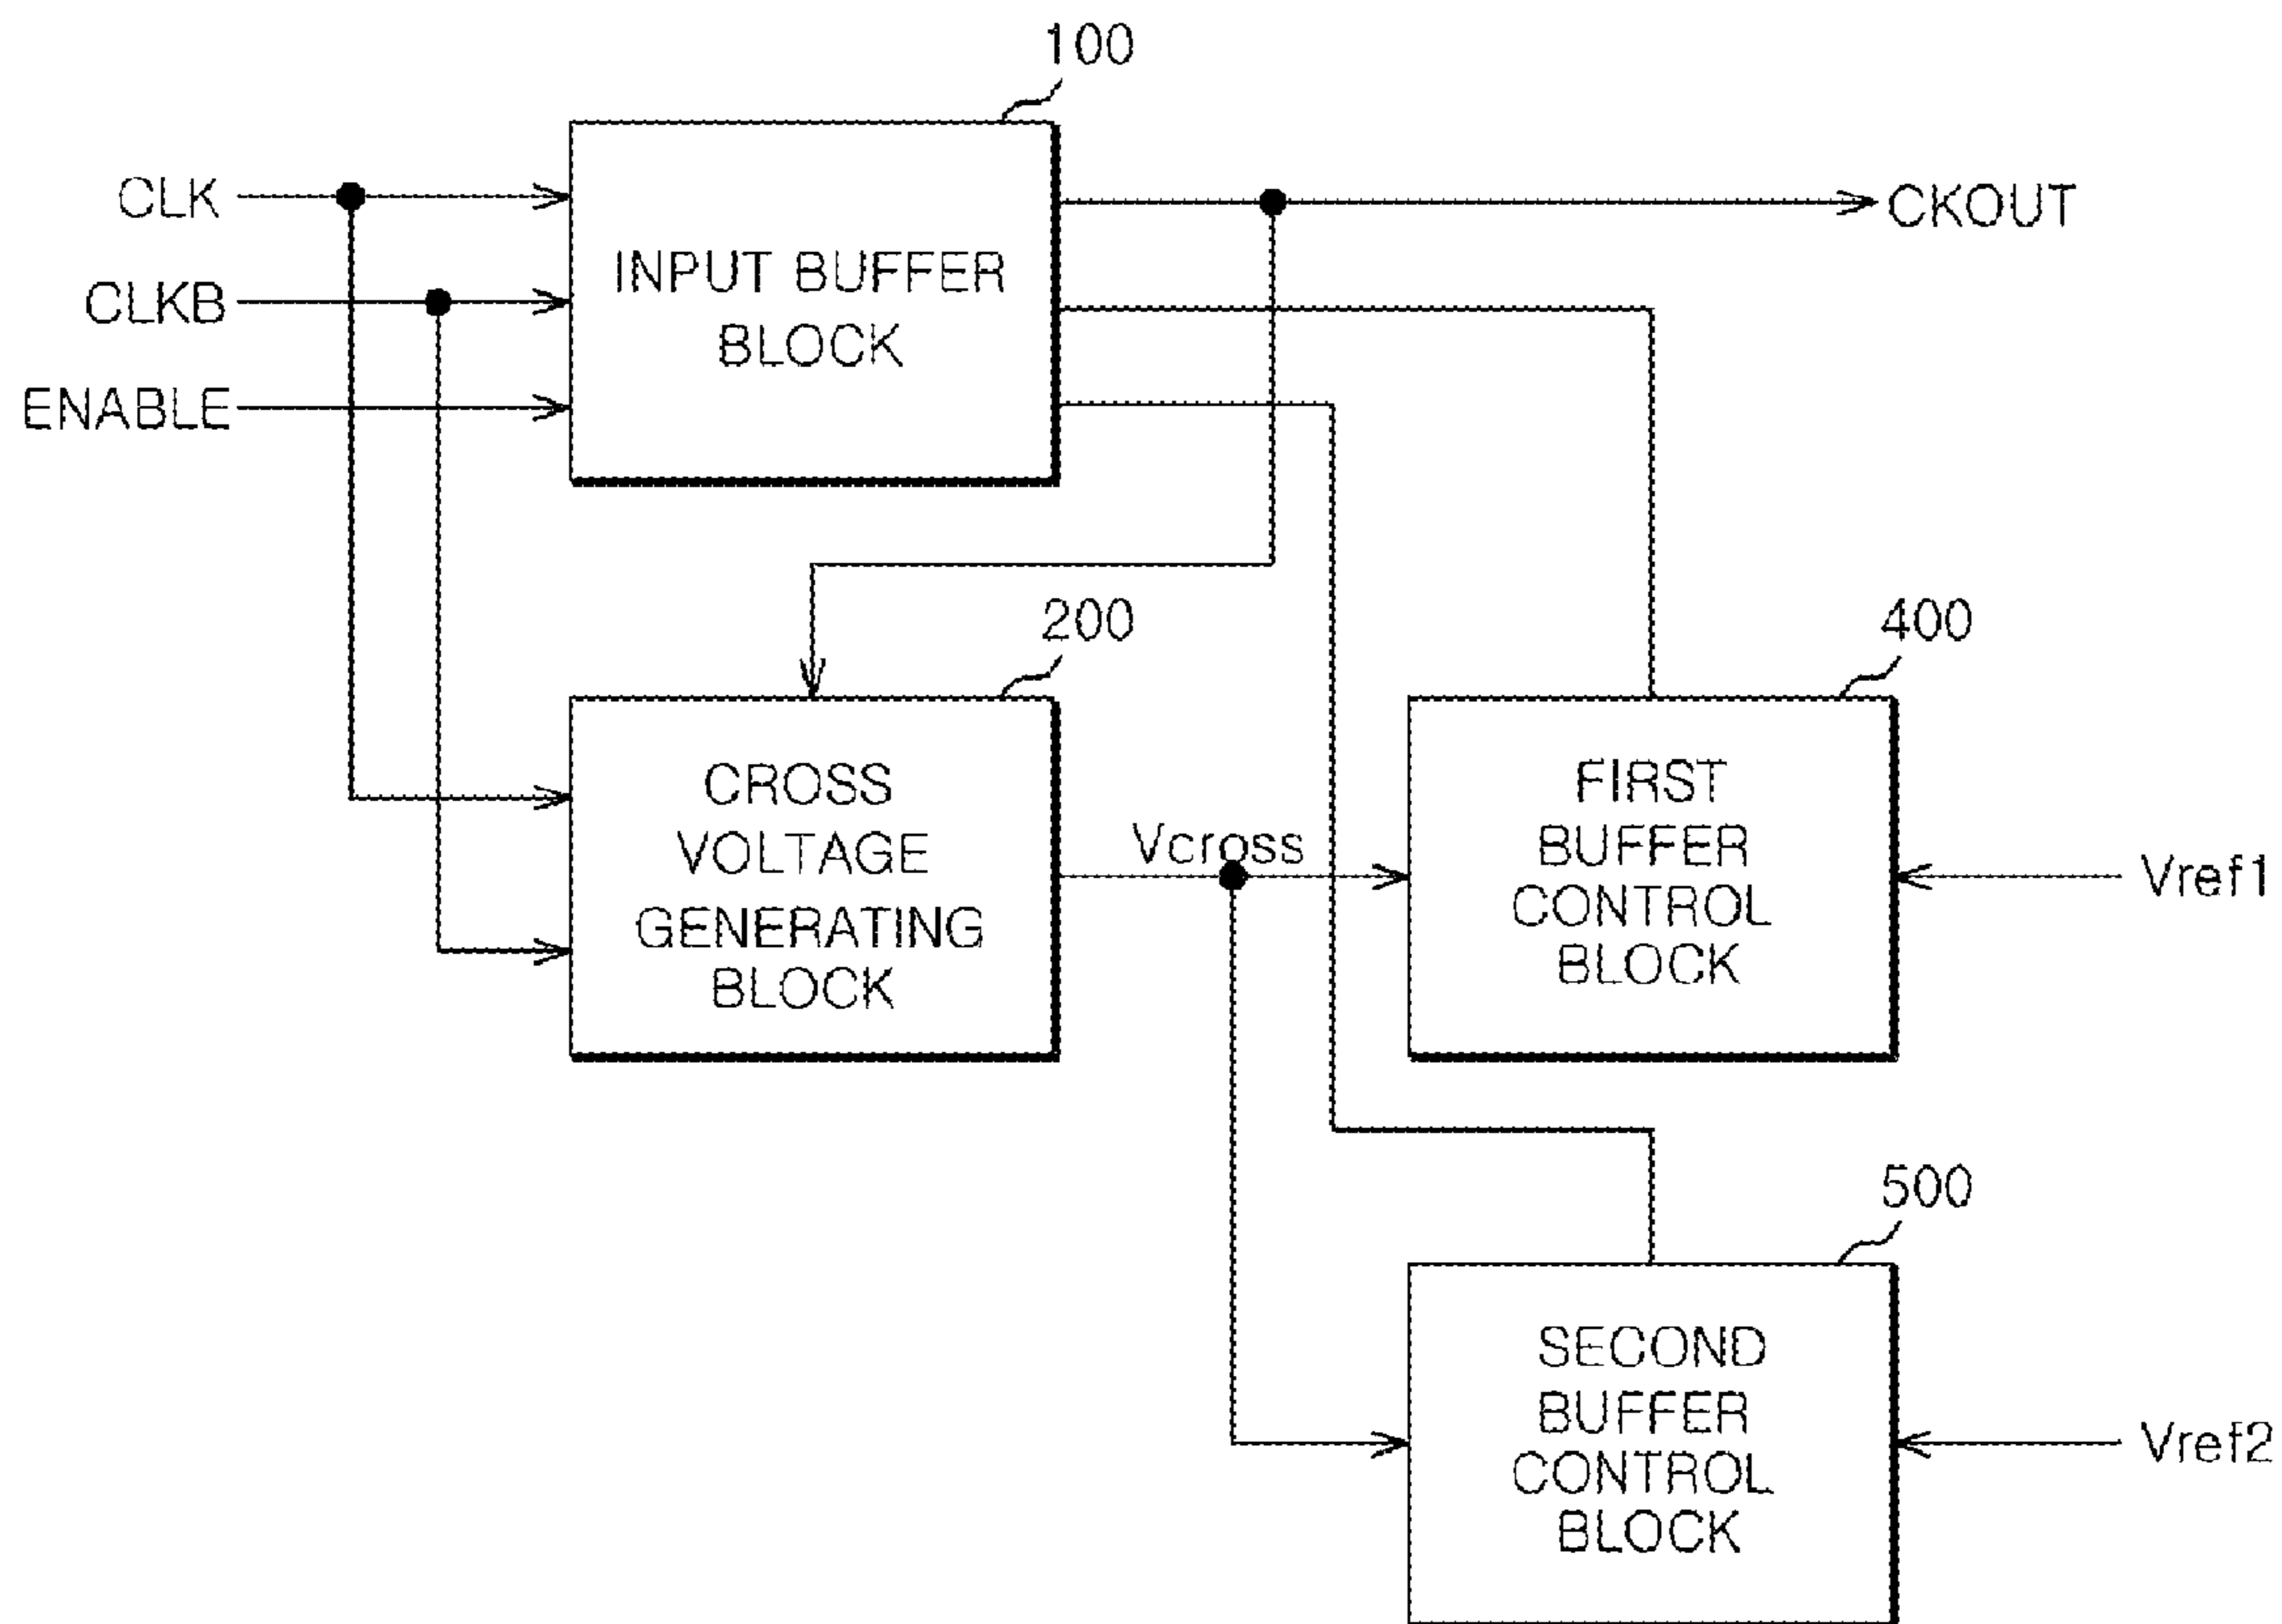 100
CLK
CLKB
ENABLE
INPUT BUFFER
BLOCK
CKOUT
200
CROSS
VOLTAGE
GENERATING
BLOCK
Vcross
400
FIRST
BUFFER
CONTROL
BLOCK
Vref1
500
SECOND
BUFFER
CONTROL
BLOCK
Vref2